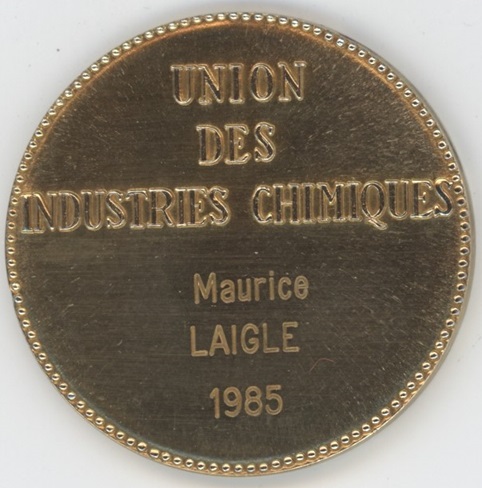 UNION
DES
INDUSTRIES CHIMIQUES
Maurice
LAIGLE
1985